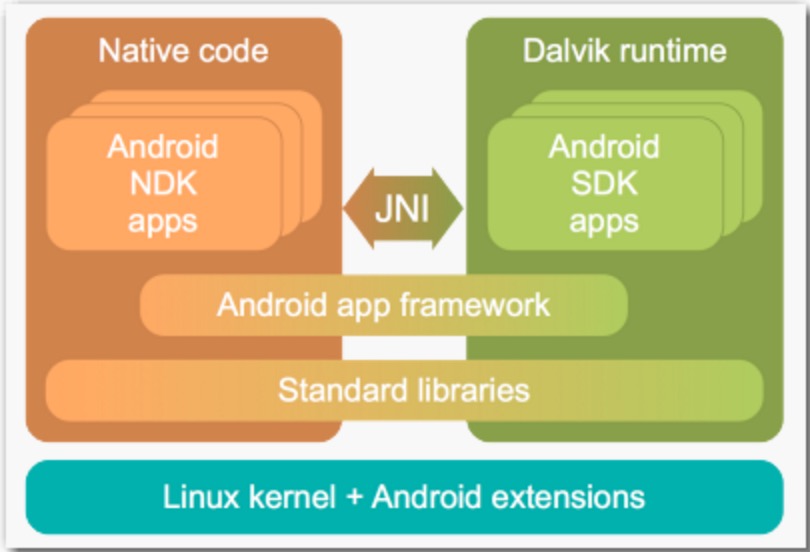 Native code
Dalvik runtime
Android
NDK
apps
JNI
Android
SDK
apps
Android app framework
Standard libraries
Linux kernel + Android extensions